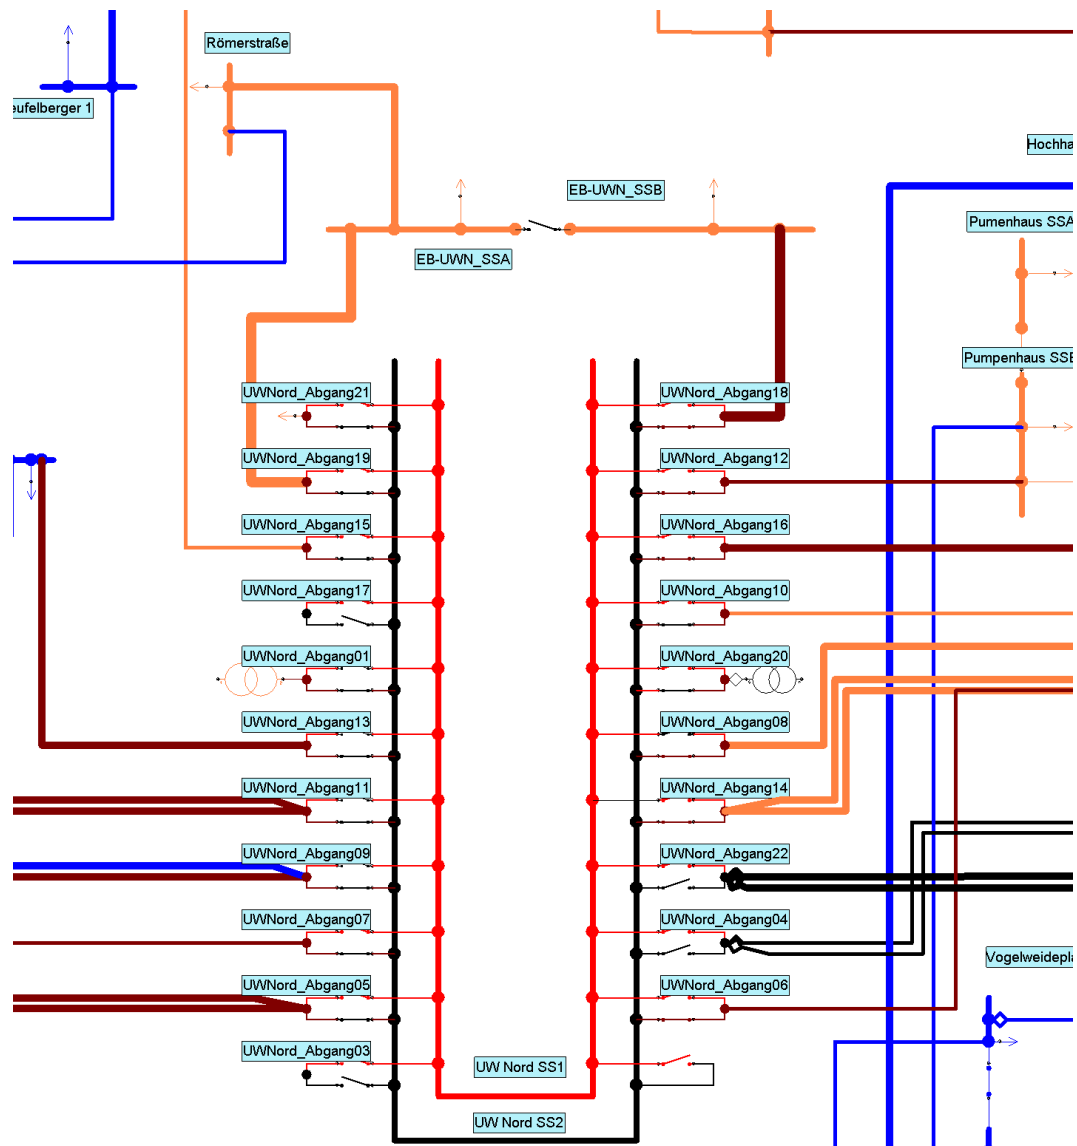 Römerstraße
eufelberger 1
Hochha
EB-UWN_SSB
Pumenhaus SSA
EB-UWN_SSA
Pumpenhaus SSB
UWNord_Abgang21
UWNord_Abgang18
UWNord_Abgang19
UWNord_Abgang12
UWNord_Abgang15
UWNord_Abgang16
UWNord_Abgang17
UWNord_Abgang10
UWNord_Abgang01
UWNord_Abgang20
UWNord_Abgang13
UWNord_Abgang08
UWNord_Abgang11
UWNord_Abgang14
UWNord_Abgang09
UWNord_Abgang22
UWNord_Abgang07
UWNord_Abgang04
Vogelweidepla
UWNord_Abgang05
UWNord_Abgang06
UWNord_Abgang03
UW Nord SS1
UW Nord SS2